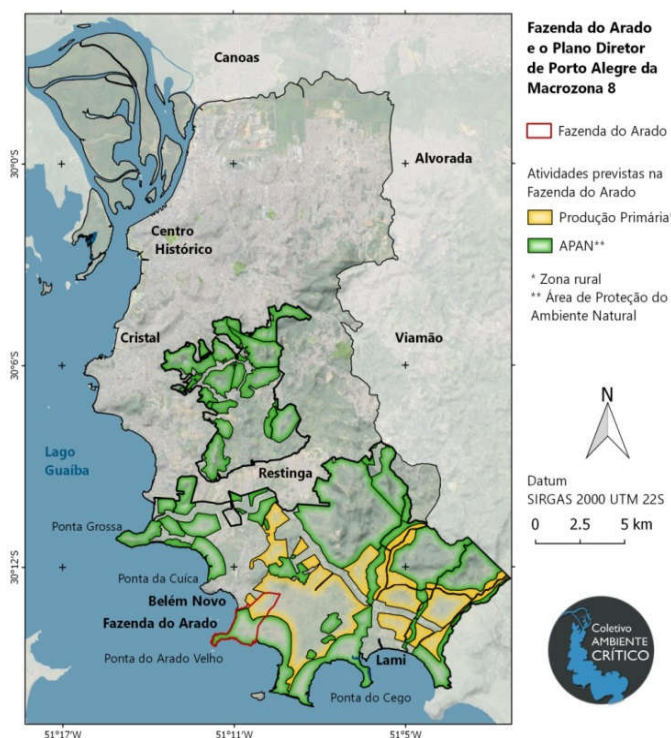 Fazenda do Arado
e o Plano Diretor
de Porto Alegre da
Macrozona 8
Fazenda do Arado
Atividades previstas na
Fazenda do Arado
Produção Primária*
APAN**
* Zona rural
** Área de Proteção do
Ambiente Natural
N
Datum
SIRGAS 2000 UTM 22S
0 2.5 5 km
Coletivo
AMBIENTE
CRÍTICO
Canoas
30°0'S
Alvorada
Centro
Histórico
Cristal
Viamão
30°6'S
Lago
Guaíba
Restinga
Ponta Grossa
30°12'S
Ponta da Cuíca
Belém Novo
Fazenda do Arado
Ponta do Arado Velho
Lami
Ponta do Cego
51°17'W
51°11'W
51°5'W